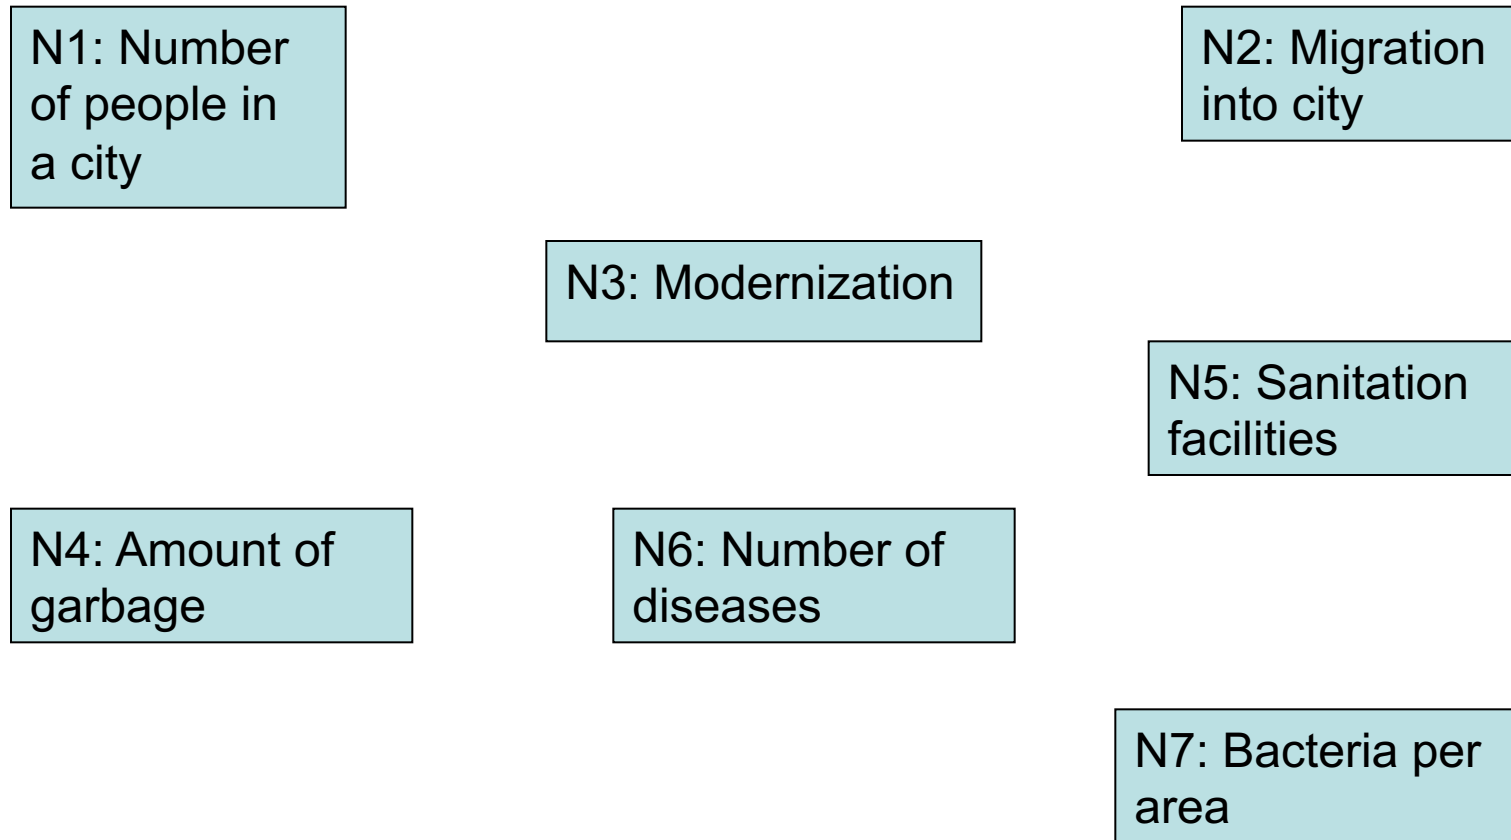 N1: Number
of people in
a city
N2: Migration
into city
N3: Modernization
N5: Sanitation
facilities
N4: Amount of
garbage
N6: Number of
diseases
N7: Bacteria per
area